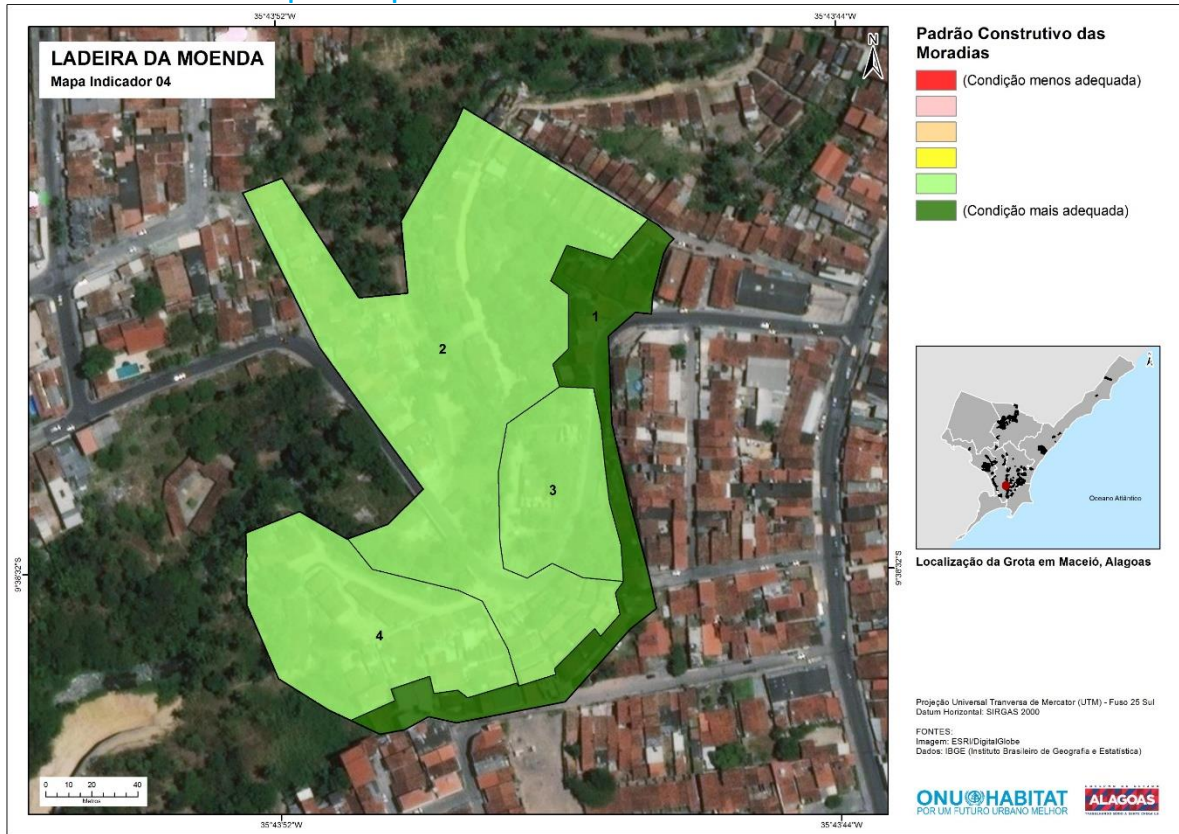 35°43'52"W
35°43'44"W
LADEIRA DA MOENDA
Mapa Indicador 04
N
Padrão Construtivo das
Moradias
(Condição menos adequada)
(Condição mais adequada)
1
2
3
4
9°38'32"S
9°38'32"S
Oceano Atlântico
Localização da Grota em Maceió, Alagoas
Projeção Universal Tranversa de Mercator (UTM) - Fuso 25 Sul
Datum Horizontal: SIRGAS 2000
FONTES:
Imagem: ESRI/DigitalGlobe
Dados: IBGE (Instituto Brasileiro de Geografia e Estatística)
0 10 20 40
Metros
ONU HABITAT
POR UM FUTURO URBANO MELHOR
ALAGOAS
35°43'52"W
35°43'44"W